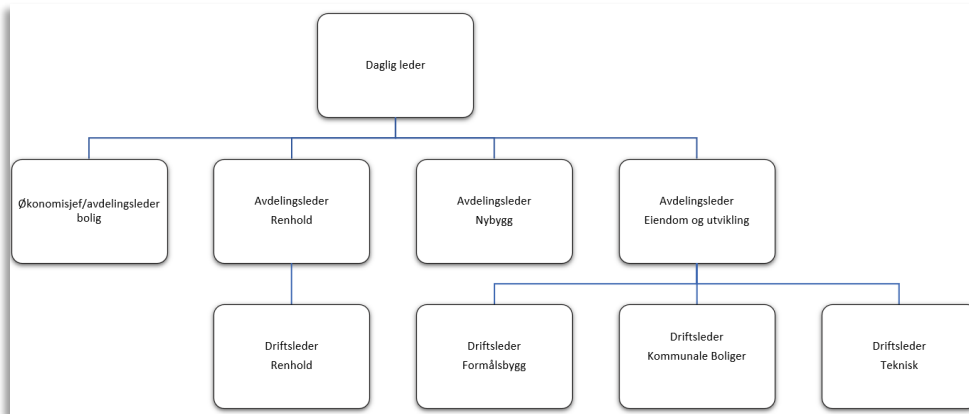 Daglig leder
Økonomisjef/avdelingsleder
bolig
Avdelingsleder
Renhold
Avdelingsleder
Nybygg
Avdelingsleder
Eiendom og utvikling
Driftsleder
Renhold
Driftsleder
Formålsbygg
Driftsleder
Kommunale Boliger
Driftsleder
Teknisk